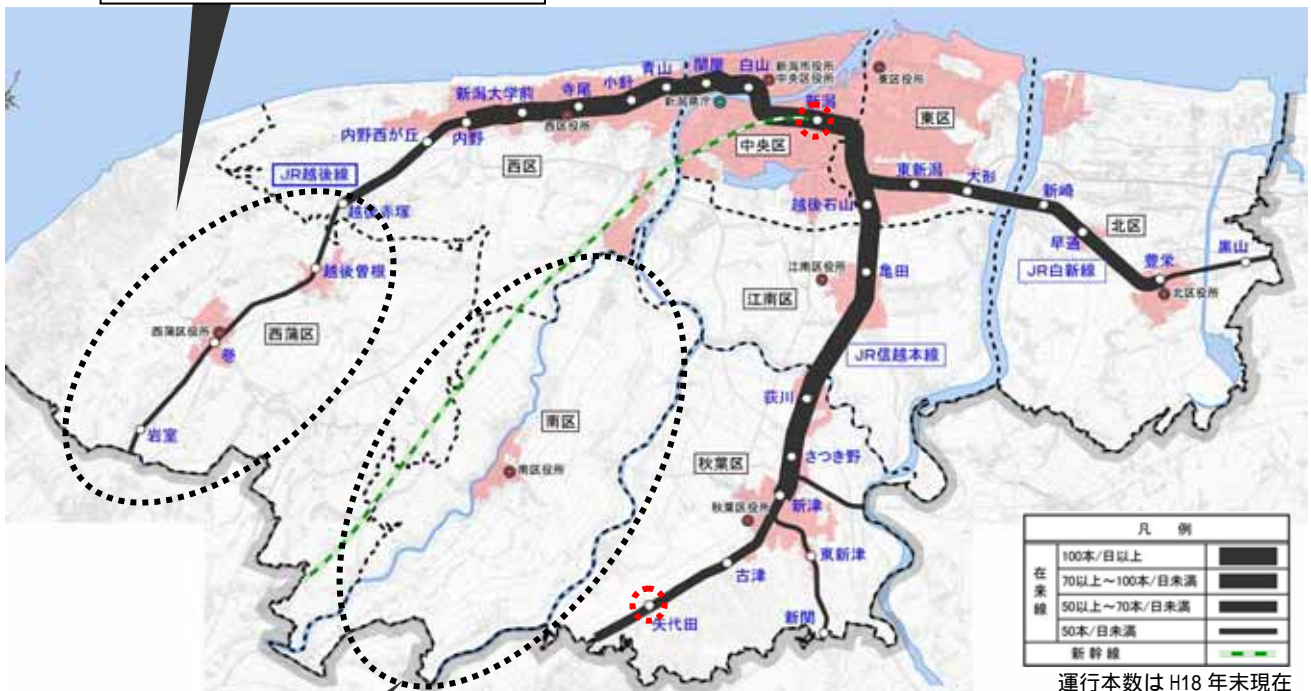 新潟大学前
寺尾
小針
青山
関屋
白山
新潟市役所
中央区役所
東区役所
新潟県庁
新潟
西区役所
内野西が丘
内野
西区
中央区
東区
JR越後線
越後赤塚
東新潟
大形
新崎
越後石山
早通
北区
黒山
豊栄
JR白新線
北区役所
越後曽根
江南区役所
亀田
江南区
西蒲区役所
巻
西蒲区
JR信越本線
荻川
岩室
南区
南区役所
秋葉区
さつき野
新津
秋葉区役所
東新津
古津
矢代田
新関
凡 例
在来線
100本/日以上
70以上～100本/日未満
50以上～70本/日未満
50本/日未満
新幹線
運行本数は H18 年末現在